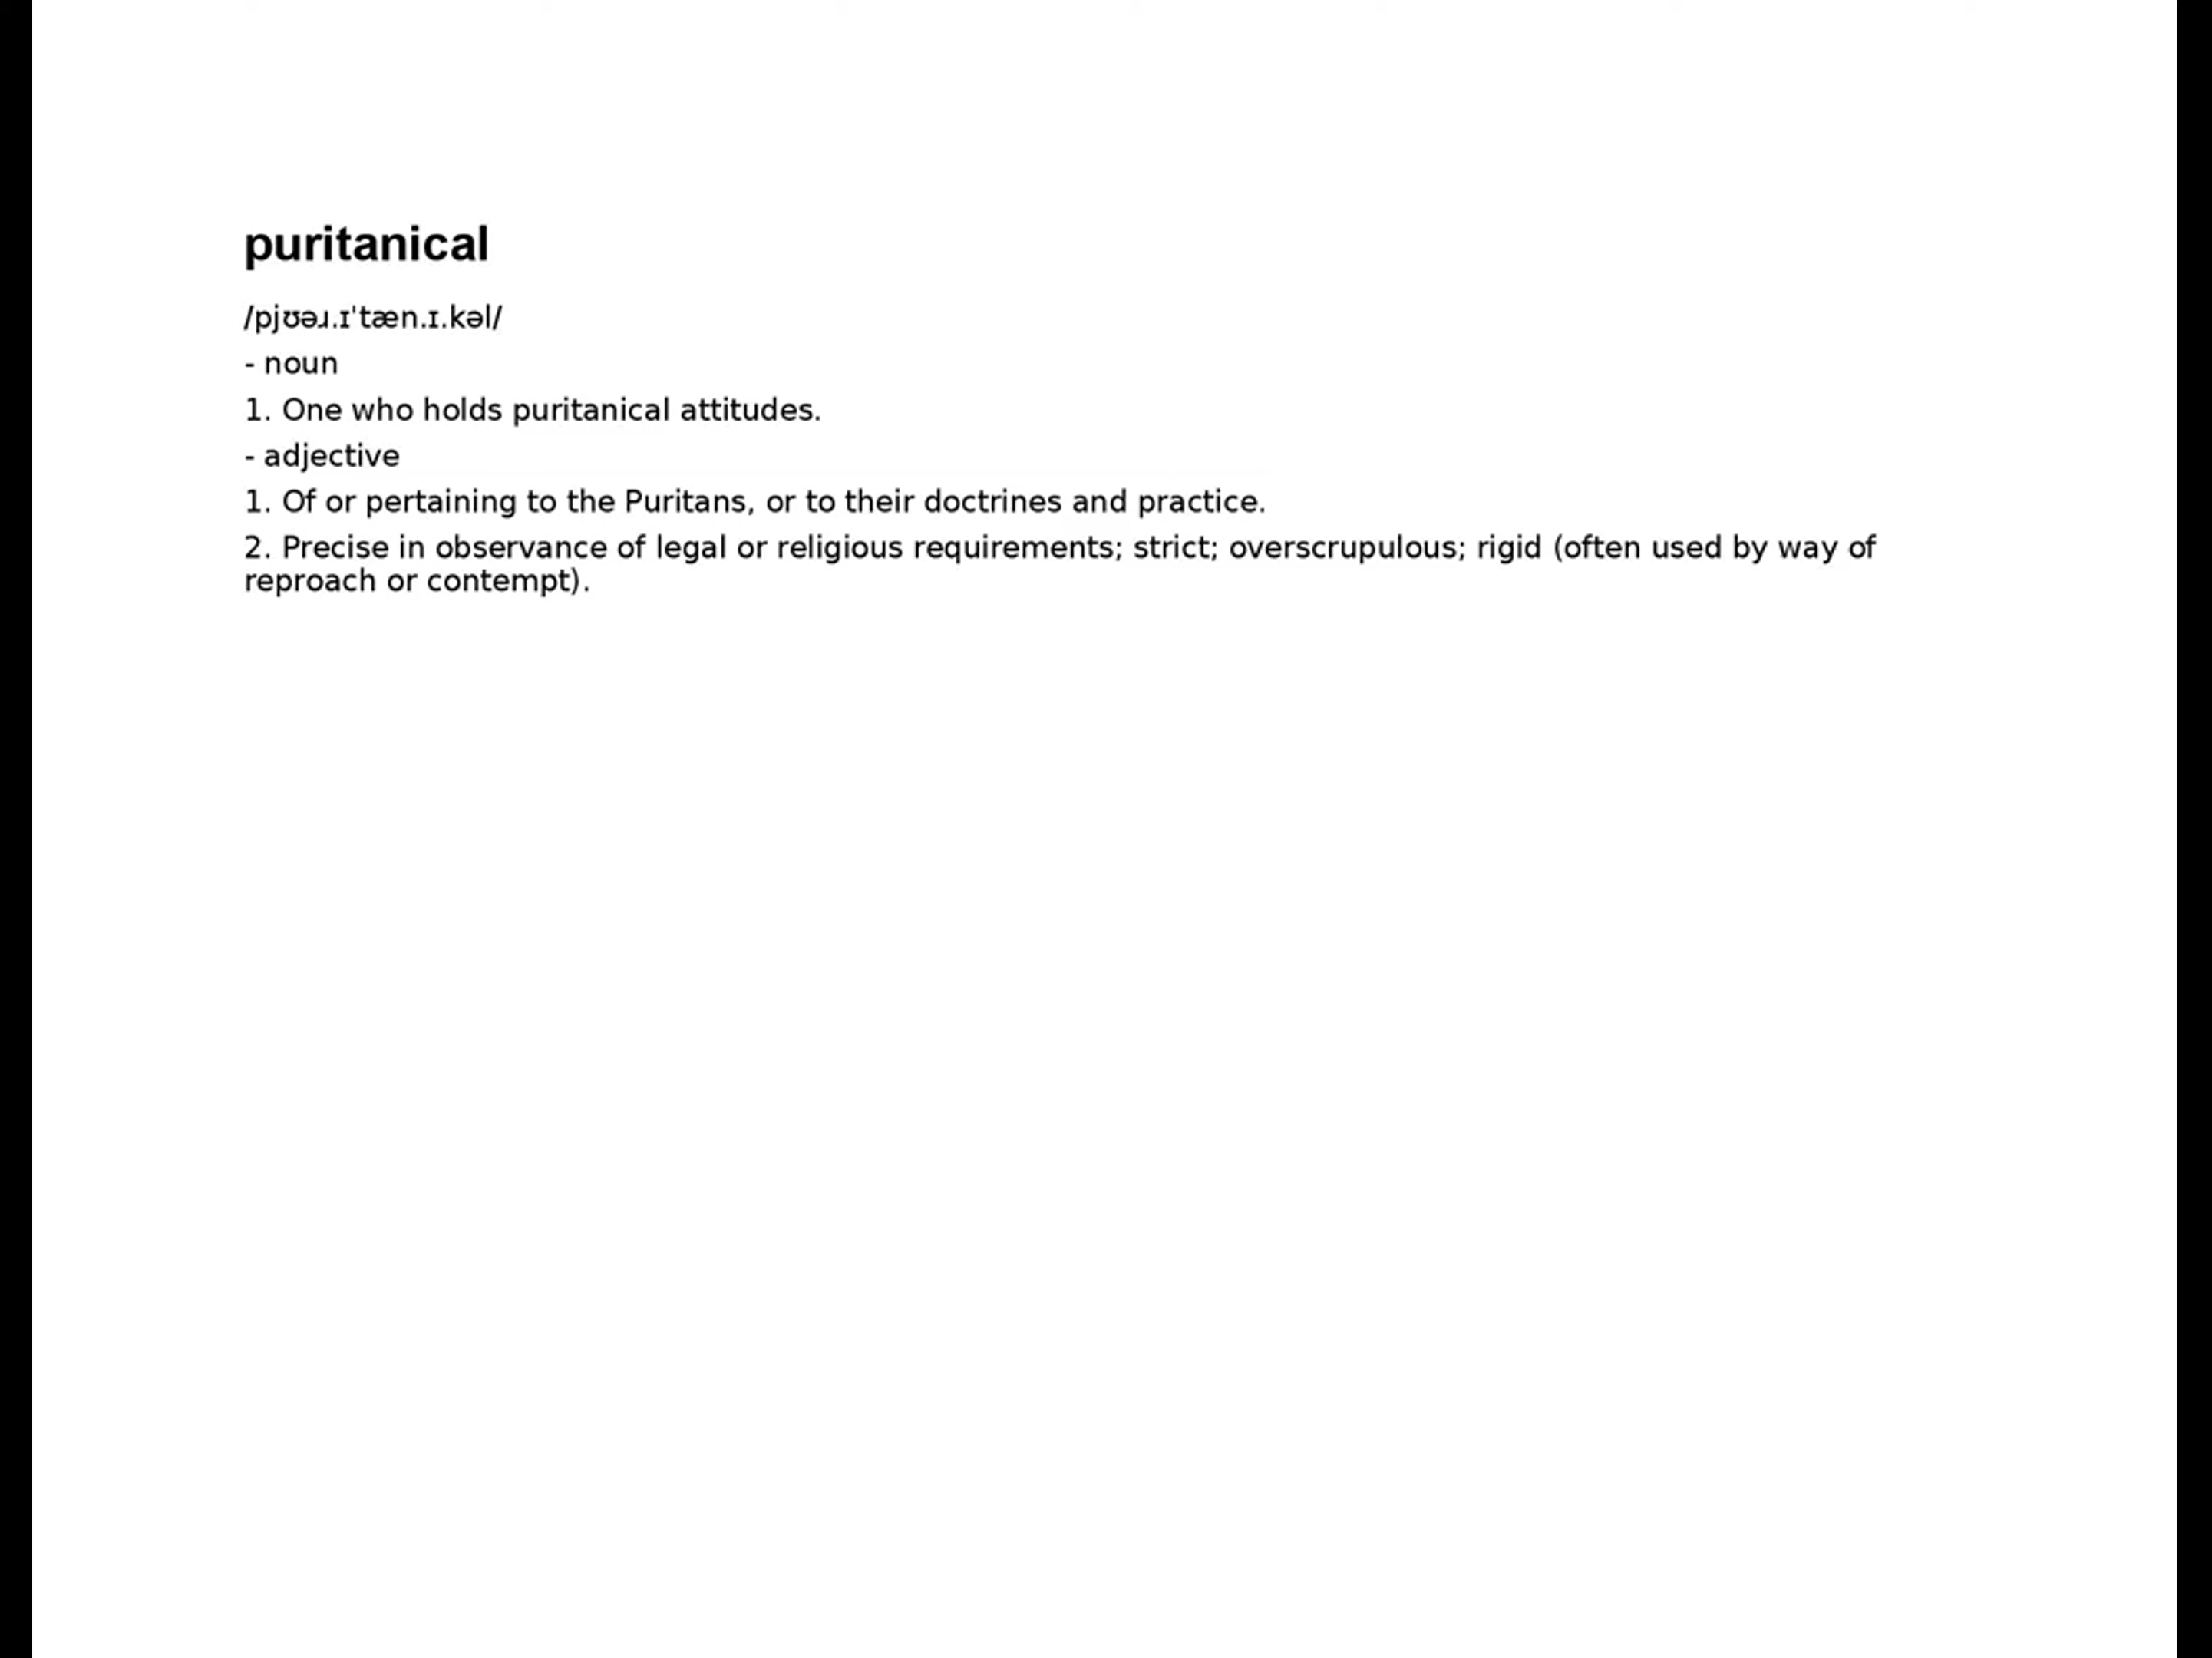 puritanical
/pjʊəɹ.ɪˈtæn.ɪ.kəl/
- noun
1. One who holds puritanical attitudes.
- adjective
1. Of or pertaining to the Puritans, or to their doctrines and practice.
2. Precise in observance of legal or religious requirements; strict; overscrupulous; rigid (often used by way of
reproach or contempt).